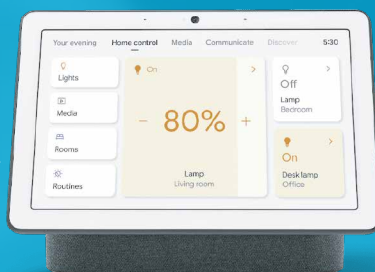 Your evening Home control Media Communicate Discover 5:30
Lights
Media
Rooms
Routines
On
- 80% +
Lamp
Living room
Off
Lamp
Bedroom
On
Desk lamp
Office